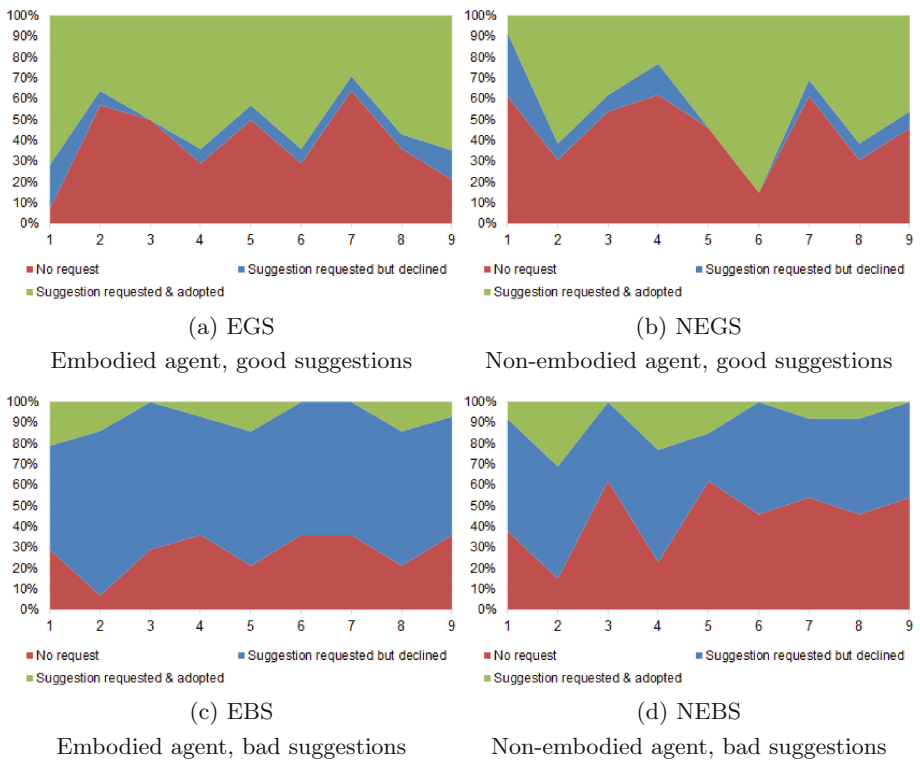 100%
90%
80%
70%
60%
50%
40%
30%
20%
10%
0%
1 2 3 4 5 6 7 8 9
■ No request ■ Suggestion requested but declined
■ Suggestion requested & adopted
(a) EGS
Embodied agent, good suggestions
100%
90%
80%
70%
60%
50%
40%
30%
20%
10%
0%
1 2 3 4 5 6 7 8 9
■ No request ■ Suggestion requested but declined
■ Suggestion requested & adopted
(b) NEGS
Non-embodied agent, good suggestions
100%
90%
80%
70%
60%
50%
40%
30%
20%
10%
0%
1 2 3 4 5 6 7 8 9
■ No request ■ Suggestion requested but declined
■ Suggestion requested & adopted
(c) EBS
Embodied agent, bad suggestions
100%
90%
80%
70%
60%
50%
40%
30%
20%
10%
0%
1 2 3 4 5 6 7 8 9
■ No request ■ Suggestion requested but declined
■ Suggestion requested & adopted
(d) NEBS
Non-embodied agent, bad suggestions